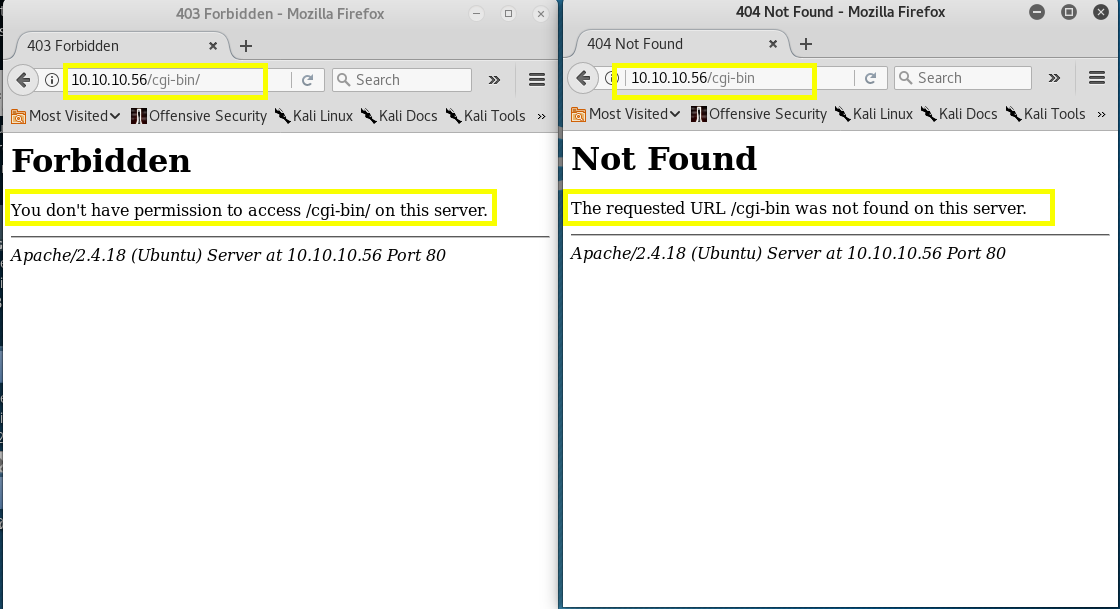 403 Forbidden - Mozilla Firefox
403 Forbidden
10.10.10.56/cgi-bin/
Search
Most Visited
Offensive Security
Kali Linux
Kali Docs
Kali Tools
Forbidden
You don't have permission to access /cgi-bin/ on this server.
Apache/2.4.18 (Ubuntu) Server at 10.10.10.56 Port 80
404 Not Found - Mozilla Firefox
404 Not Found
10.10.10.56/cgi-bin
Search
Most Visited
Offensive Security
Kali Linux
Kali Docs
Kali Tools
Not Found
The requested URL /cgi-bin was not found on this server.
Apache/2.4.18 (Ubuntu) Server at 10.10.10.56 Port 80